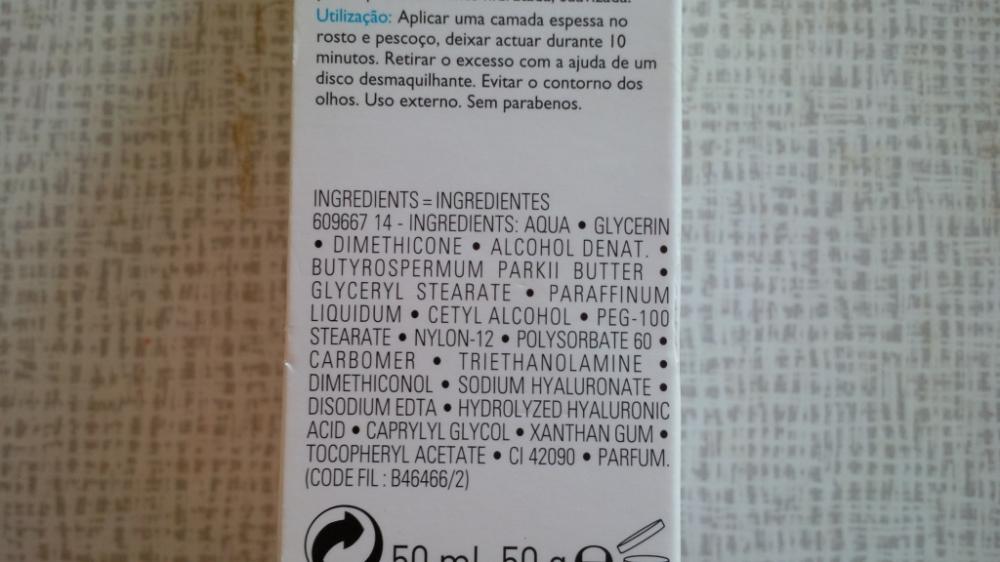 Utilização: Aplicar uma camada espessa no
rosto e pescoço, deixar actuar durante 10
minutos. Retirar o excesso com a ajuda de um
disco desmaquilhante. Evitar o contorno dos
olhos. Uso externo. Sem parabenos.
INGREDIENTS = INGREDIENTES
609667 14 - INGREDIENTS: AQUA • GLYCERIN
• DIMETHICONE • ALCOHOL DENAT. •
BUTYROSPERMUM PARKII BUTTER •
GLYCERYL STEARATE • PARAFFINUM
LIQUIDUM • CETYL ALCOHOL • PEG-100
STEARATE • NYLON-12 • POLYSORBATE 60 •
CARBOMER • TRIETHANOLAMINE •
DIMETHICONOL • SODIUM HYALURONATE •
DISODIUM EDTA • HYDROLYZED HYALURONIC
ACID • CAPRYLYL GLYCOL • XANTHAN GUM •
TOCOPHERYL ACETATE • CI 42090 • PARFUM.
(CODE FIL : B46466/2)
50 ml 50 g e